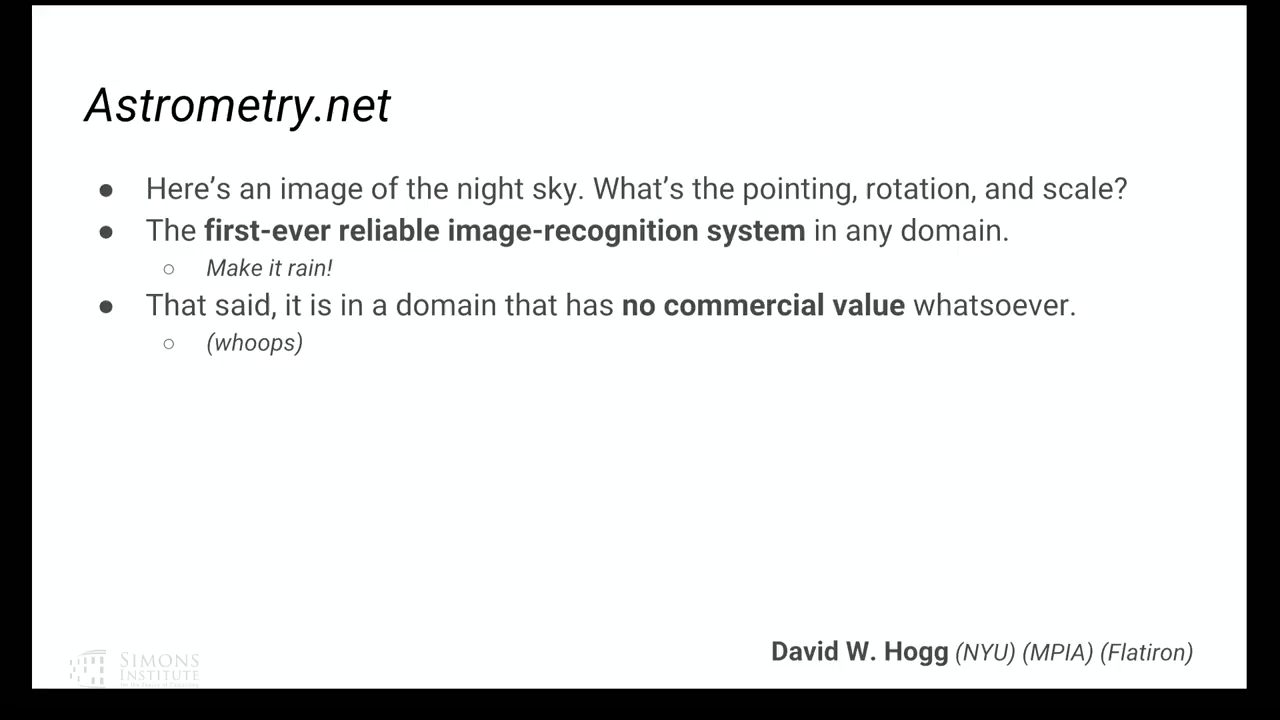 Astrometry.net
● Here’s an image of the night sky. What’s the pointing, rotation, and scale?
● The first-ever reliable image-recognition system in any domain.
○ Make it rain!
● That said, it is in a domain that has no commercial value whatsoever.
○ (whoops)
David W. Hogg (NYU) (MPIA) (Flatiron)
SIMONS
INSTITUTE